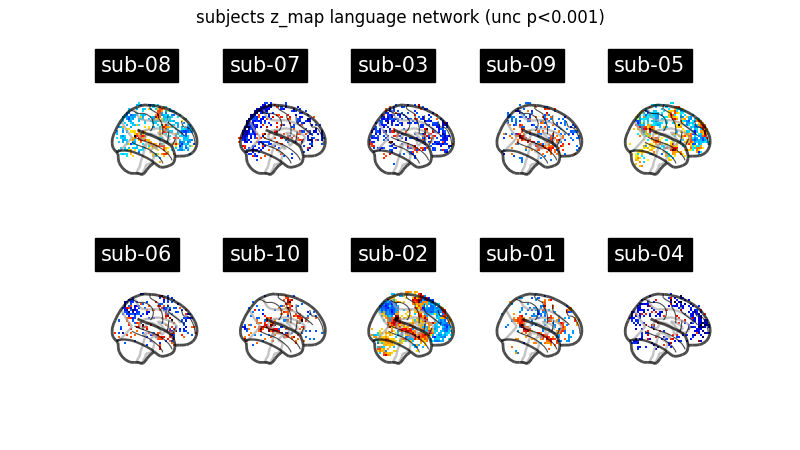 subjects z_map language network (unc p<0.001)
sub-08 sub-07 sub-03 sub-09 sub-05
sub-06 sub-10 sub-02 sub-01 sub-04